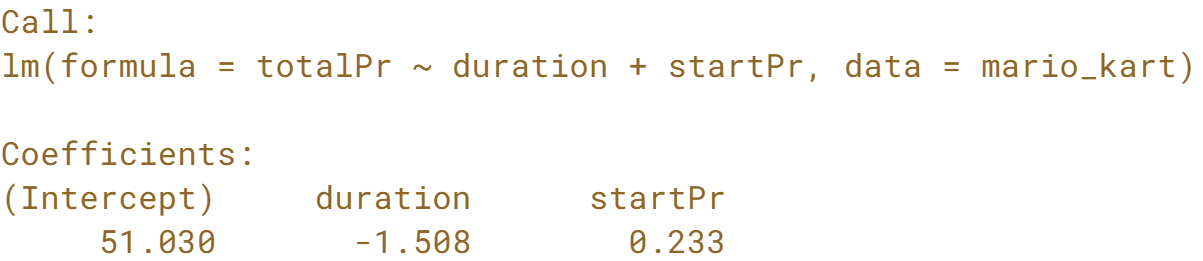 Call:
lm(formula = totalPr ~ duration + startPr, data = mario_kart)
Coefficients:
(Intercept) duration startPr
51.030 -1.508 0.233